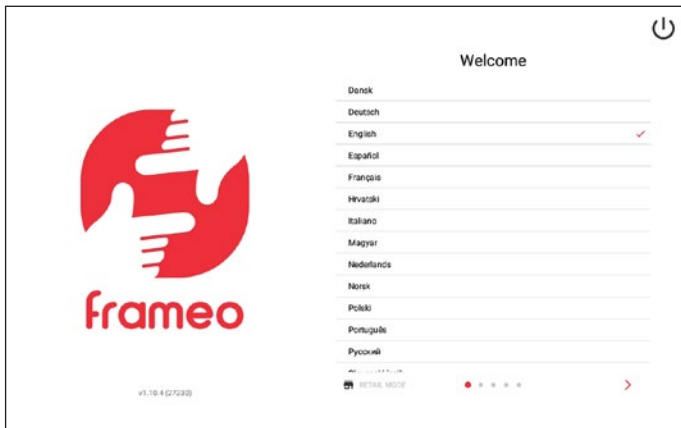 Welcome
Dansk
Deutsch
English
Español
Français
Hrvatski
Italiano
Magyar
Nederlands
Norsk
Polski
Português
Русский
RETAIL MODE
frameo
v1.10.4 (27230)